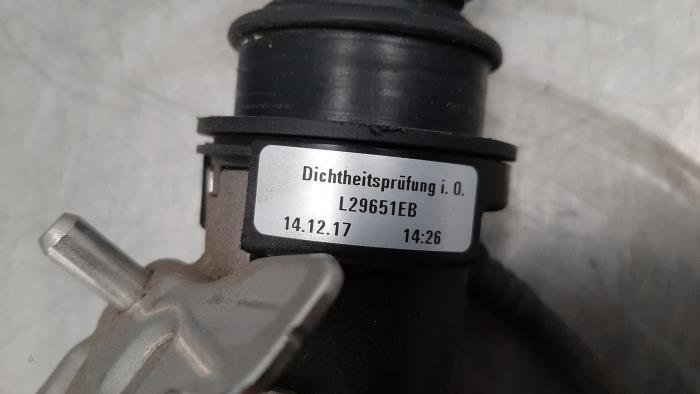 Dichtheitsprüfung i. O.
L29651EB
14.12.17 14:26